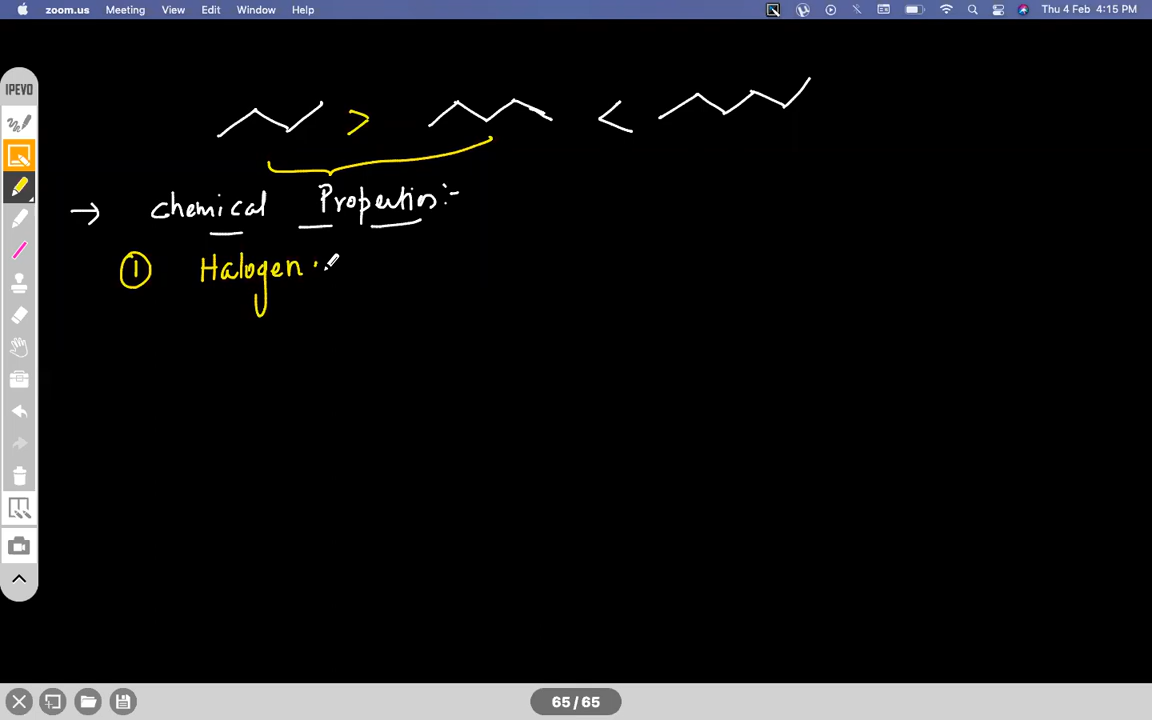 zoom.us Meeting View Edit Window Help Thu 4 Feb 4:15 PM
IPEVO
> <
→ Chemical Properties:-
① Halogen
65/65